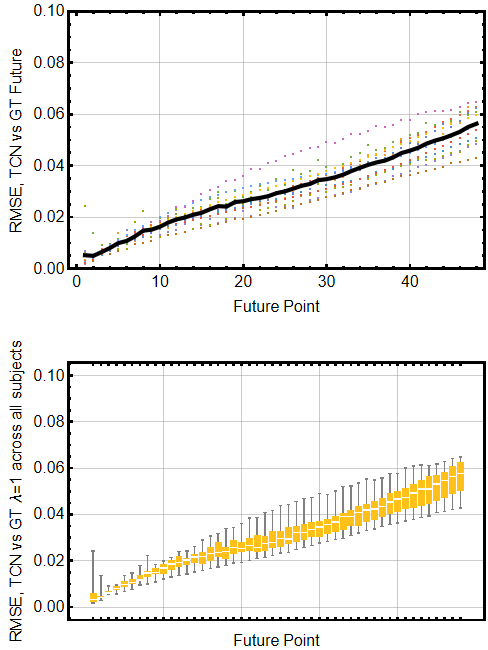 RMSE, TCN vs GT Future
0.10
0.08
0.06
0.04
0.02
0.00
0 10 20 30 40
Future Point
RMSE, TCN vs GT λ=1 across all subjects
0.10
0.08
0.06
0.04
0.02
0.00
Future Point